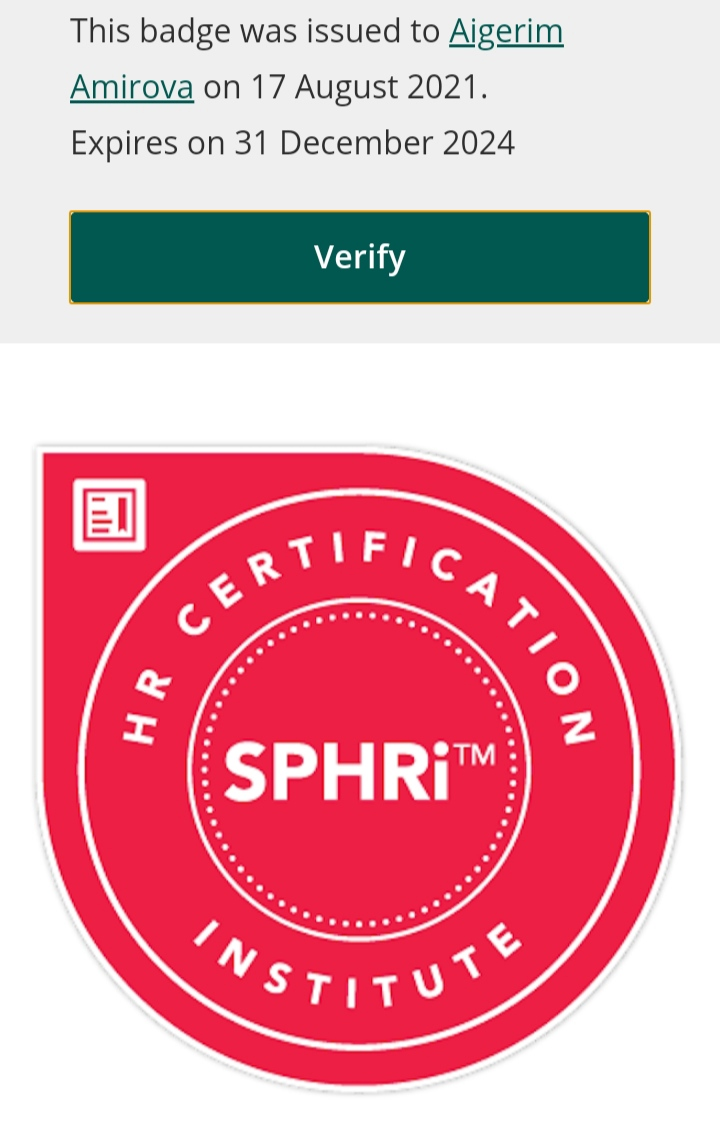 This badge was issued to Aigerim
Amirova on 17 August 2021.
Expires on 31 December 2024
Verify
HR CERTIFICATION
SPHRi™
INSTITUTE